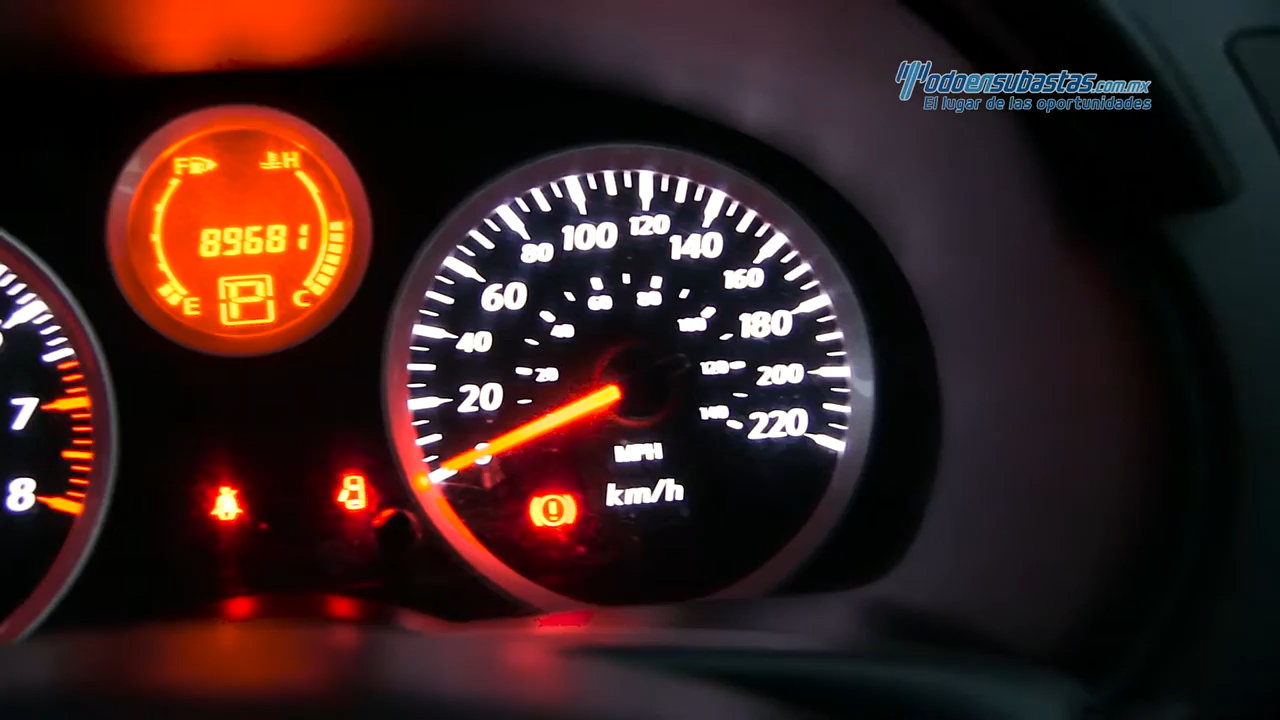 Todoensubastas.com.mx
El lugar de las oportunidades
F H
89681
E P C
0 20 40 60 80 100 120 140 160 180 200 220
20 40 60 80 100 120 140
MPH
km/h
7
8